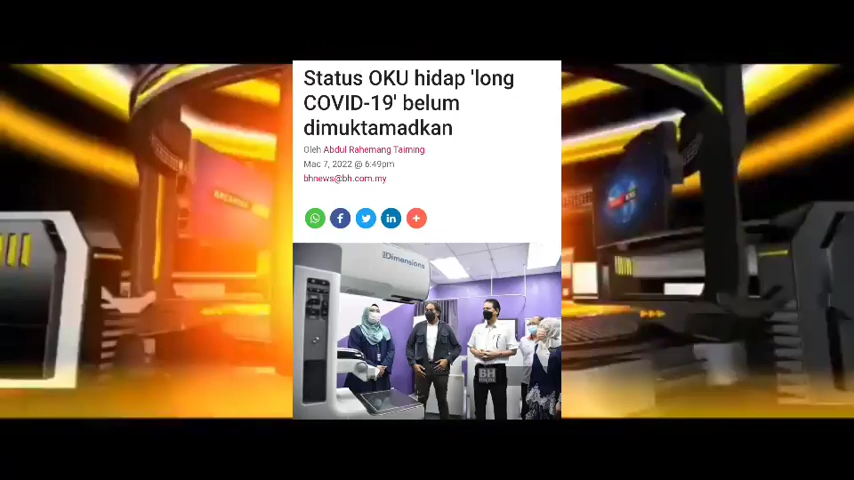 Status OKU hidap 'long
COVID-19' belum
dimuktamadkan
Oleh Abdul Rahemang Taiming
Mac 7, 2022 @ 6:49pm
bhnews@bh.com.my
Dimensions
BH